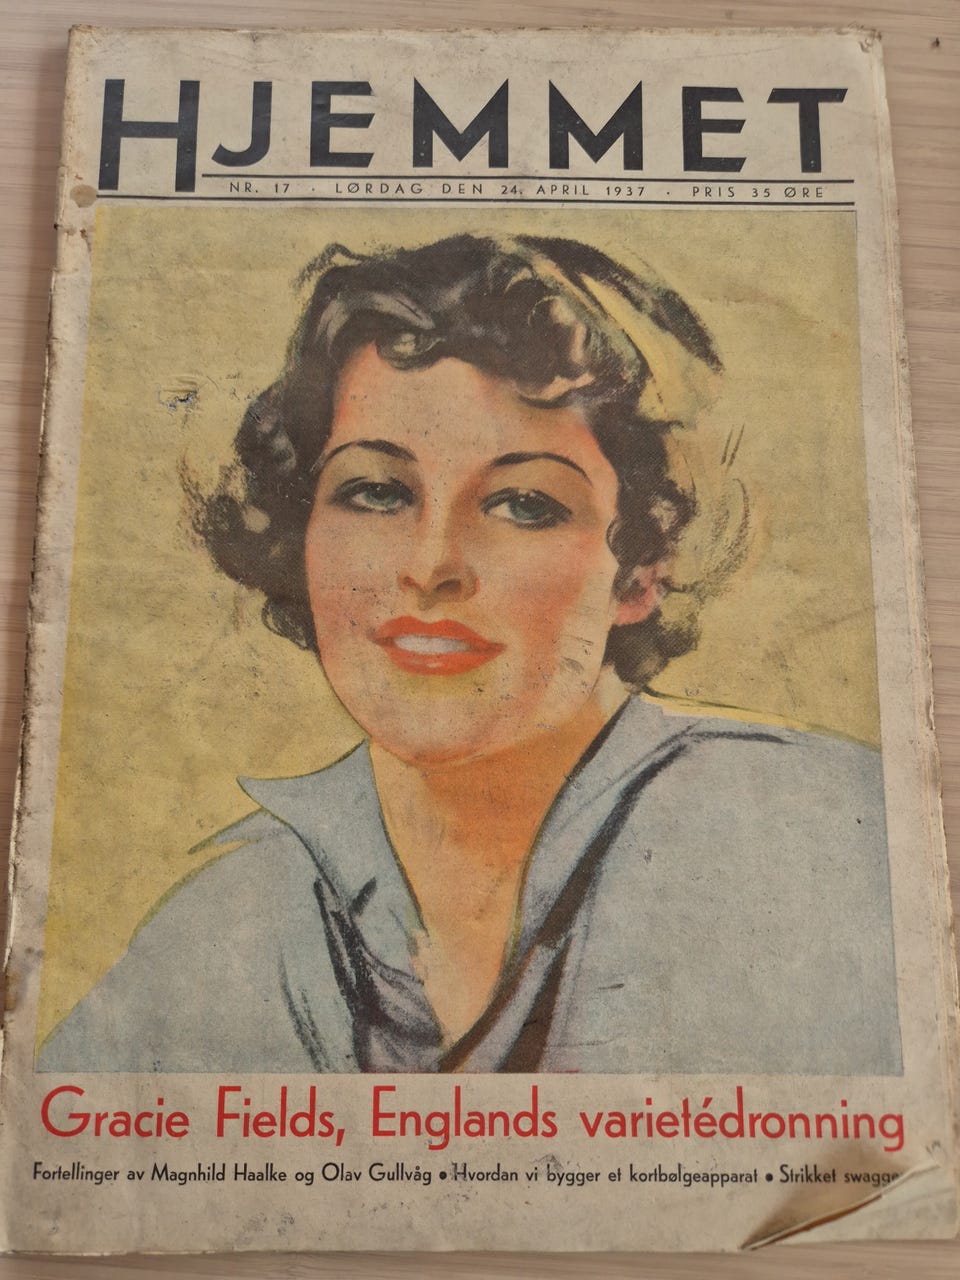 HJEMMET
NR. 17 · LØRDAG DEN 24. APRIL 1937 · PRIS 35 ØRE
Gracie Fields, Englands varietédronning
Fortellinger av Magnhild Haalke og Olav Gullvåg • Hvordan vi bygger et kortbølgeapparat • Strikket